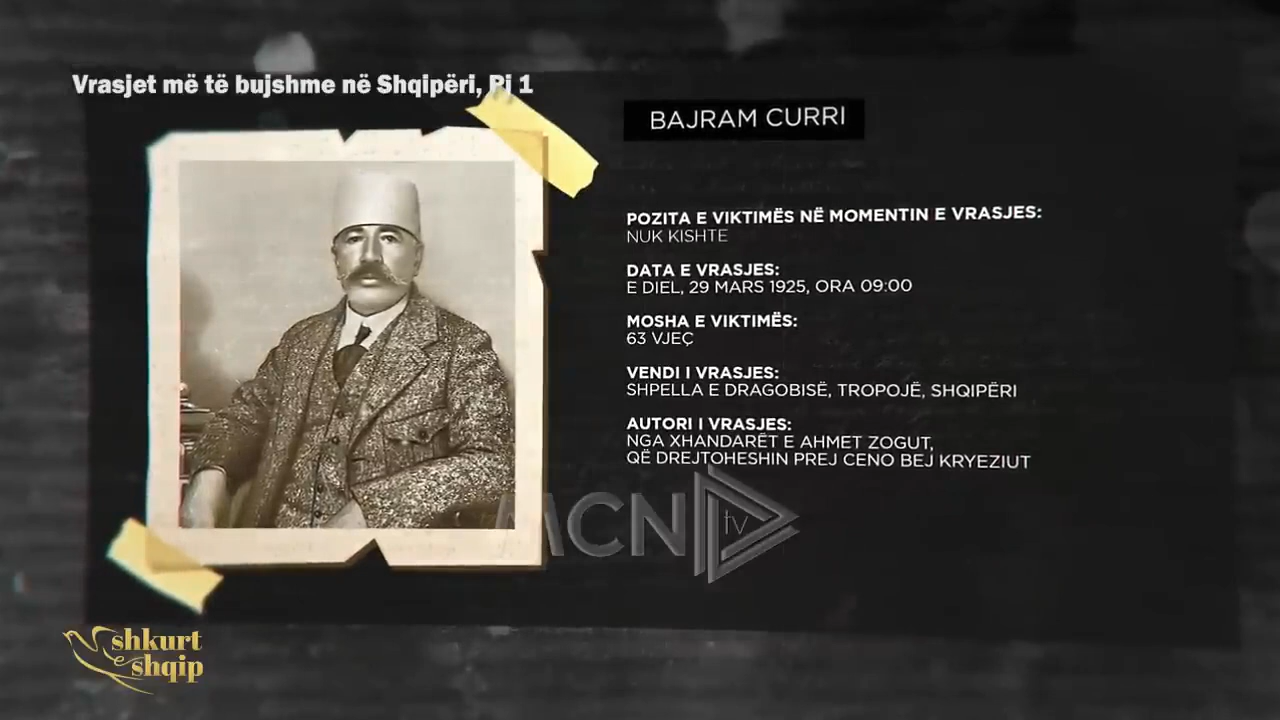 Vrasjet më të bujshme në Shqipëri, Pj 1
BAJRAM CURRI
POZITA E VIKTIMËS NË MOMENTIN E VRASJES:
NUK KISHTE
DATA E VRASJES:
E DIEL, 29 MARS 1925, ORA 09:00
MOSHA E VIKTIMËS:
63 VJEÇ
VENDI I VRASJES:
SHPELLA E DRAGOBISË, TROPOJË, SHQIPËRI
AUTORI I VRASJES:
NGA XHANDARËT E AHMET ZOGUT,
QË DREJTOHESHIN PREJ CENO BEJ KRYEZIUT
MCN tv
shkurt
e
shqip